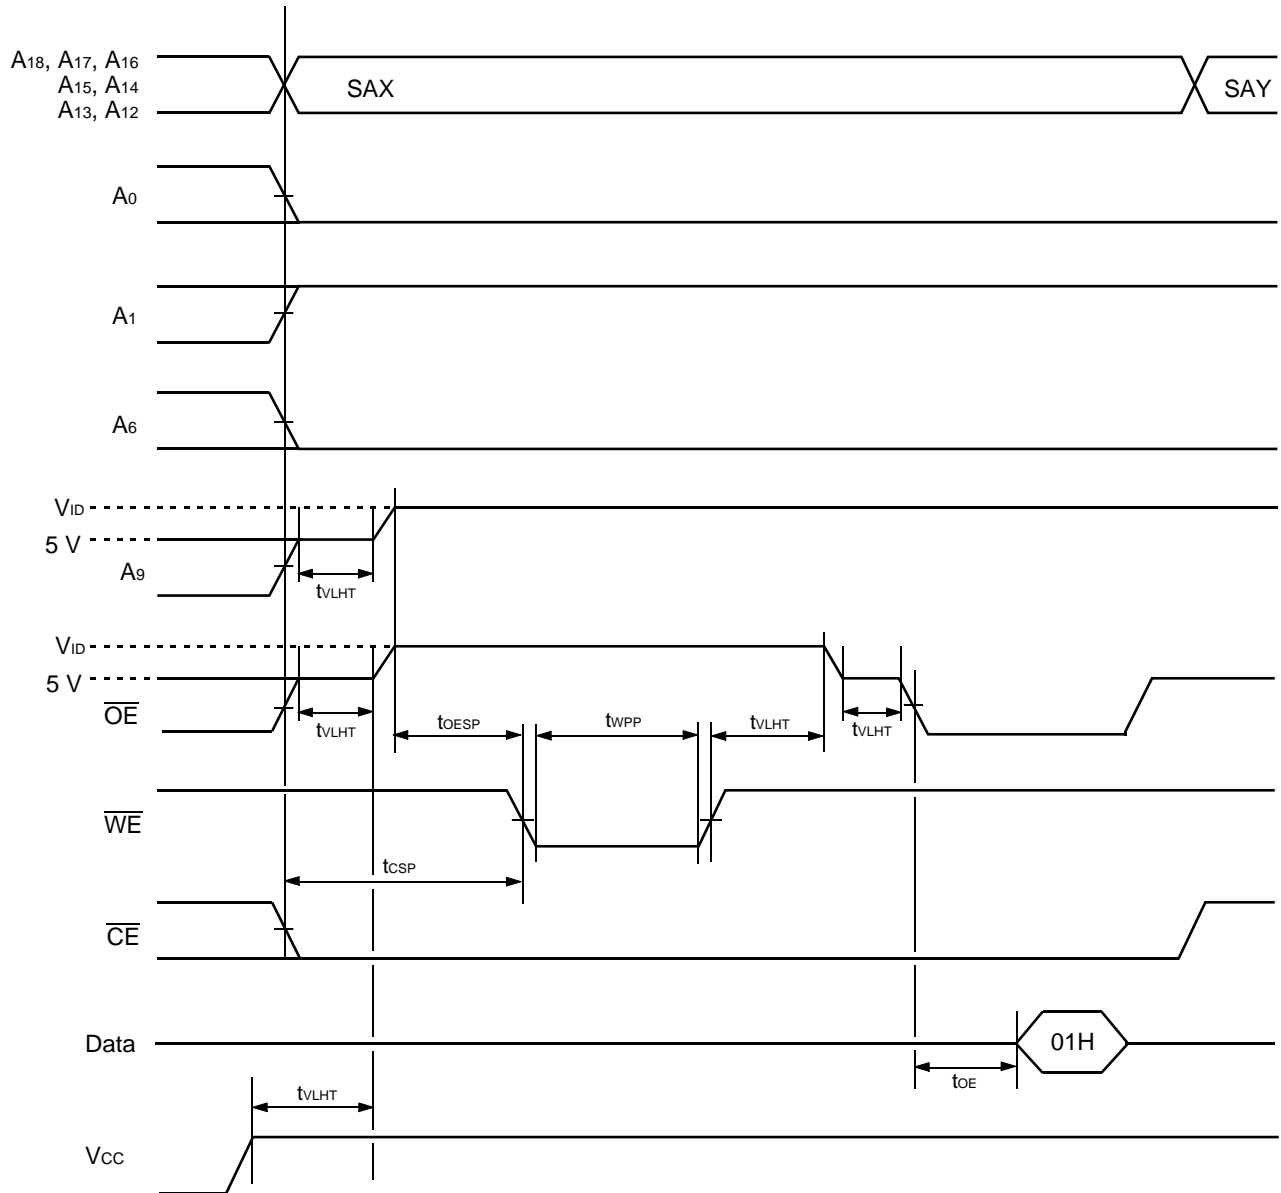 A18, A17, A16
A15, A14
A13, A12
SAX
SAY
A0
A1
A6
VID
5 V
A9
tVLHT
VID
5 V
OE
tVLHT
tOESP
tWPP
tVLHT
tVLHT
WE
tCSP
CE
Data
01H
tOE
tVLHT
VCC